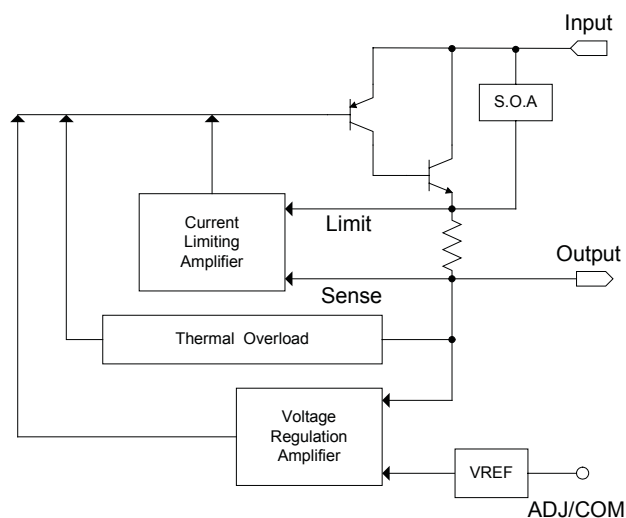 Input
S.O.A
Current
Limiting
Amplifier
Limit
Output
Sense
Thermal Overload
Voltage
Regulation
Amplifier
VREF
ADJ/COM